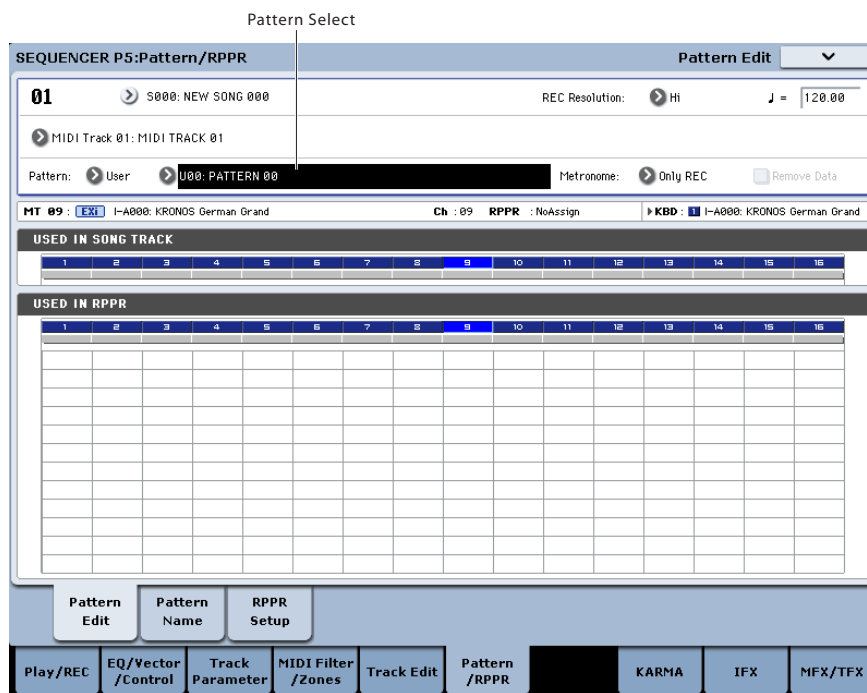 Pattern Select
SEQUENCER P5:Pattern/RPPR Pattern Edit
01 S000: NEW SONG 000 REC Resolution: Hi ♩ = 120.00
MIDI Track 01: MIDI TRACK 01
Pattern: User U00: PATTERN 00 Metronome: Only REC Remove Data
MT 09 : EXi I-A000: KRONOS German Grand Ch : 09 RPPR : NoAssign ▶KBD : 1 I-A000: KRONOS German Grand
USED IN SONG TRACK
1 2 3 4 5 6 7 8 9 10 11 12 13 14 15 16
USED IN RPPR
1 2 3 4 5 6 7 8 9 10 11 12 13 14 15 16
Pattern Edit Pattern Name RPPR Setup
Play/REC EQ/Vector /Control Track Parameter MIDI Filter /Zones Track Edit Pattern /RPPR KARMA IFX MFX/TFX